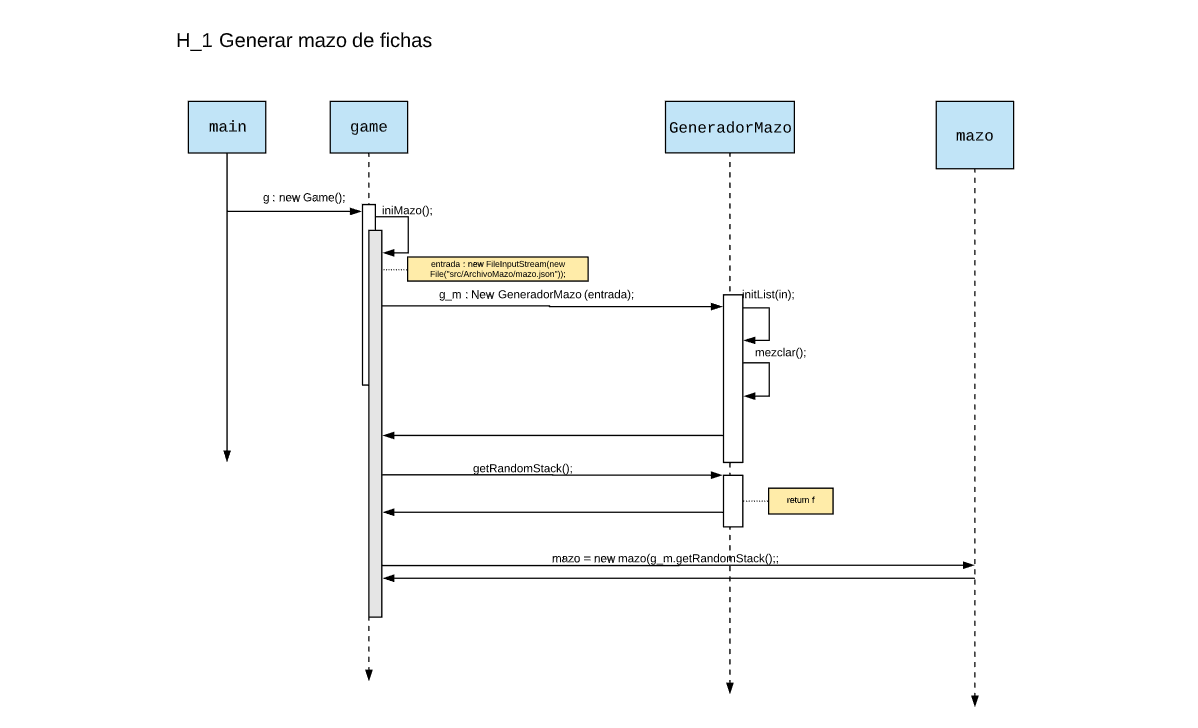 H_1 Generar mazo de fichas
main
game
GeneradorMazo
mazo
g : new Game();
iniMazo();
entrada : new FileInputStream(new
File("src/ArchivoMazo/mazo.json"));
g_m : New GeneradorMazo (entrada);
initList(in);
mezclar();
getRandomStack();
return f
mazo = new mazo(g_m.getRandomStack();;